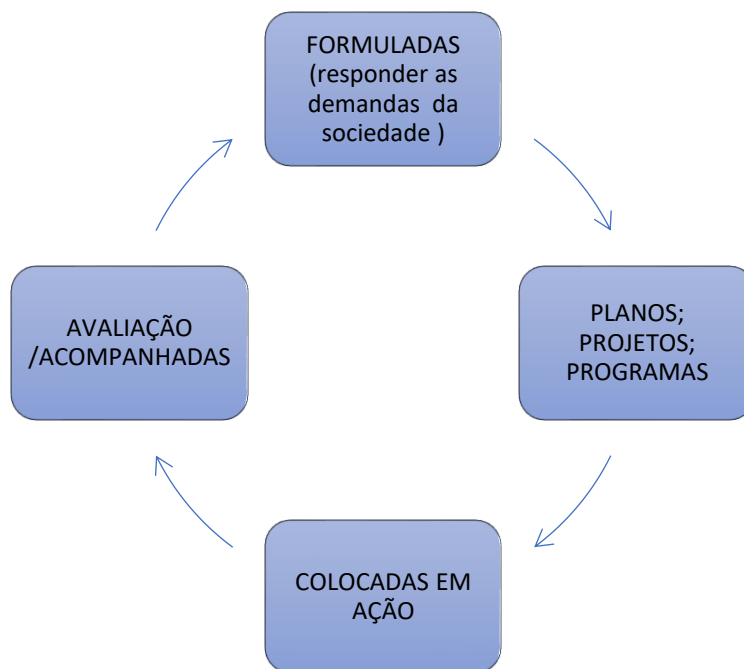 FORMULADAS
(responder as
demandas da
sociedade )
PLANOS;
PROJETOS;
PROGRAMAS
COLOCADAS EM
AÇÃO
AVALIAÇÃO
/ACOMPANHADAS